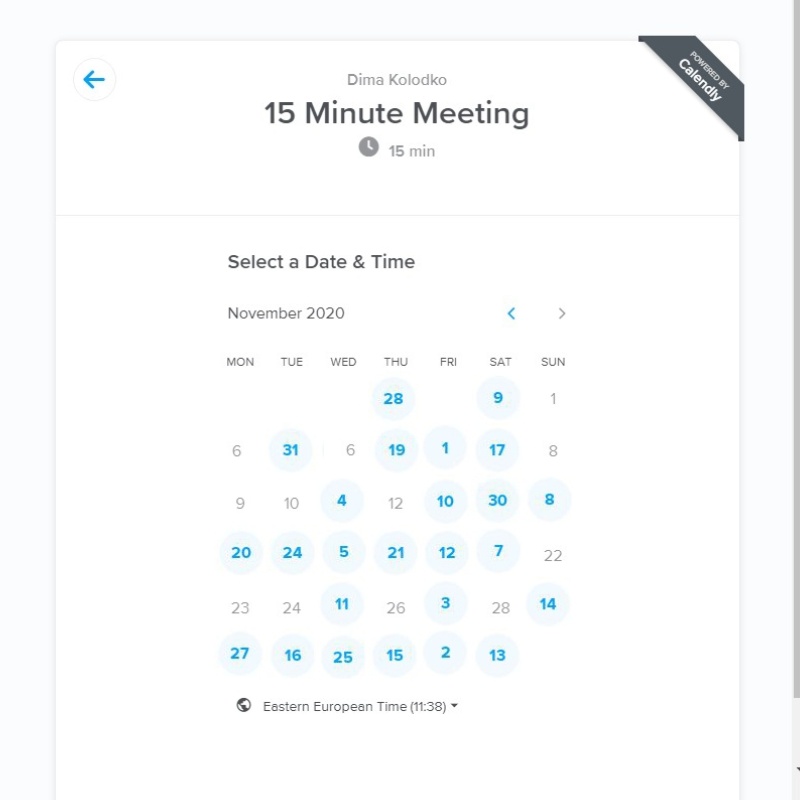 POWERED BY
Calendly
Dima Kolodko
15 Minute Meeting
15 min
Select a Date & Time
November 2020
MON TUE WED THU FRI SAT SUN
28 9 1
6 31 6 19 1 17 8
9 10 4 12 10 30 8
20 24 5 21 12 7 22
23 24 11 26 3 28 14
27 16 25 15 2 13
Eastern European Time (11:38)